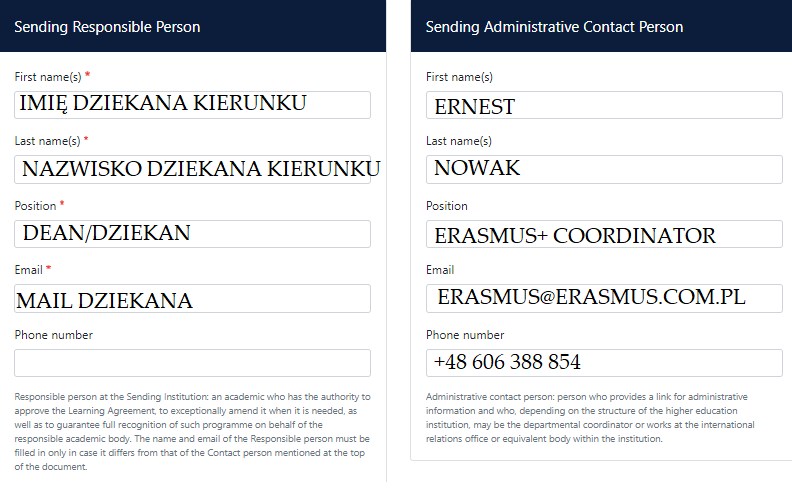 Sending Responsible Person
First name(s) *
IMIĘ DZIEKANA KIERUNKU
Last name(s) *
NAZWISKO DZIEKANA KIERUNKU
Position *
DEAN/DZIEKAN
Email *
MAIL DZIEKANA
Phone number
Responsible person at the Sending Institution: an academic who has the authority to
approve the Learning Agreement, to exceptionally amend it when it is needed, as
well as to guarantee full recognition of such programme on behalf of the
responsible academic body. The name and email of the Responsible person must be
filled in only in case it differs from that of the Contact person mentioned at the top
of the document.
Sending Administrative Contact Person
First name(s)
ERNEST
Last name(s)
NOWAK
Position
ERASMUS+ COORDINATOR
Email
ERASMUS@ERASMUS.COM.PL
Phone number
+48 606 388 854
Administrative contact person: person who provides a link for administrative
information and who, depending on the structure of the higher education
institution, may be the departmental coordinator or works at the international
relations office or equivalent body within the institution.